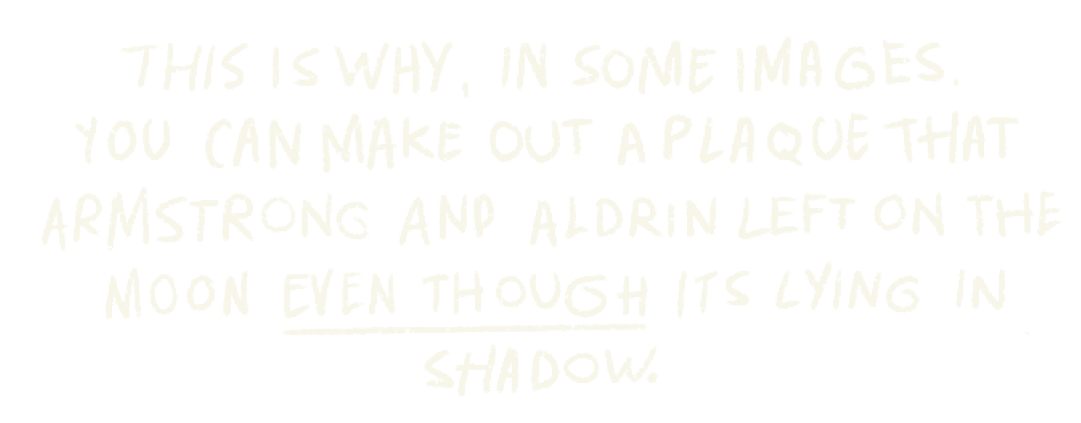 THIS IS WHY, IN SOME IMAGES.
YOU CAN MAKE OUT A PLAQUE THAT
ARMSTRONG AND ALDRIN LEFT ON THE
MOON EVEN THOUGH ITS LYING IN
SHADOW.